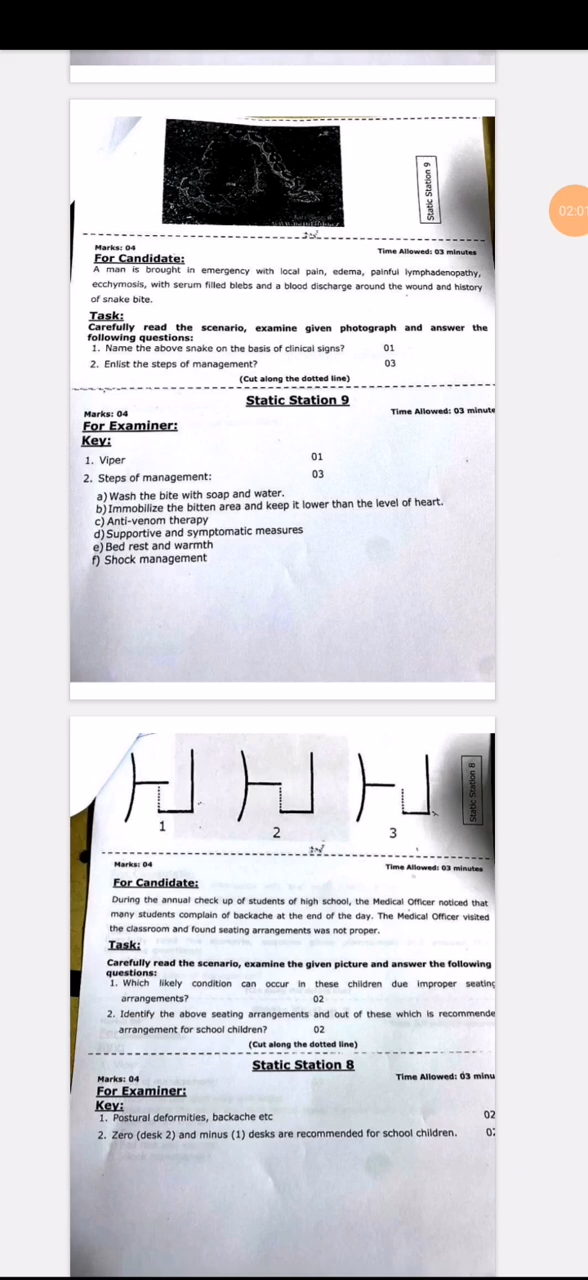 Static Station 9
Marks: 04
Time Allowed: 03 minutes
For Candidate:
A man is brought in emergency with local pain, edema, painful lymphadenopathy,
ecchymosis, with serum filled blebs and a blood discharge around the wound and history
of snake bite.
Task:
Carefully read the scenario, examine given photograph and answer the
following questions:
1. Name the above snake on the basis of clinical signs? 01
2. Enlist the steps of management? 03
(Cut along the dotted line)
Static Station 9
Marks: 04
Time Allowed: 03 minute
For Examiner:
Key:
1. Viper 01
2. Steps of management: 03
a) Wash the bite with soap and water.
b) Immobilize the bitten area and keep it lower than the level of heart.
c) Anti-venom therapy
d) Supportive and symptomatic measures
e) Bed rest and warmth
f) Shock management
02:01
Static Station 8
1
2
3
Marks: 04
Time Allowed: 03 minutes
For Candidate:
During the annual check up of students of high school, the Medical Officer noticed that
many students complain of backache at the end of the day. The Medical Officer visited
the classroom and found seating arrangements was not proper.
Task:
Carefully read the scenario, examine the given picture and answer the following
questions:
1. Which likely condition can occur in these children due improper seating
arrangements? 02
2. Identify the above seating arrangements and out of these which is recommende
arrangement for school children? 02
(Cut along the dotted line)
Static Station 8
Marks: 04
Time Allowed: 03 minu
For Examiner:
Key:
1. Postural deformities, backache etc 02
2. Zero (desk 2) and minus (1) desks are recommended for school children.